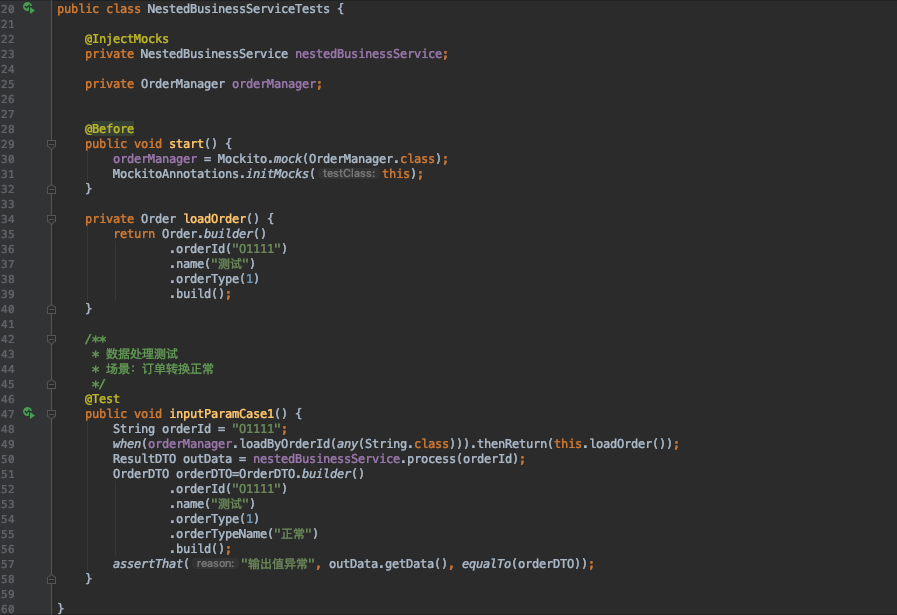 20 public class NestedBusinessServiceTests {
21
22 @InjectMocks
23 private NestedBusinessService nestedBusinessService;
24
25 private OrderManager orderManager;
26
27
28 @Before
29 public void start() {
30 orderManager = Mockito.mock(OrderManager.class);
31 MockitoAnnotations.initMocks( testClass: this);
32 }
33
34 private Order loadOrder() {
35 return Order.builder()
36 .orderId("01111")
37 .name("测试")
38 .orderType(1)
39 .build();
40 }
41
42 /**
43 * 数据处理测试
44 * 场景: 订单转换正常
45 */
46 @Test
47 public void inputParamCase1() {
48 String orderId = "01111";
49 when(orderManager.loadByOrderId(any(String.class))).thenReturn(this.loadOrder());
50 ResultDTO outData = nestedBusinessService.process(orderId);
51 OrderDTO orderDTO=OrderDTO.builder()
52 .orderId("01111")
53 .name("测试")
54 .orderType(1)
55 .orderTypeName("正常")
56 .build();
57 assertThat( reason: "输出值异常", outData.getData(), equalTo(orderDTO));
58 }
59
60 }